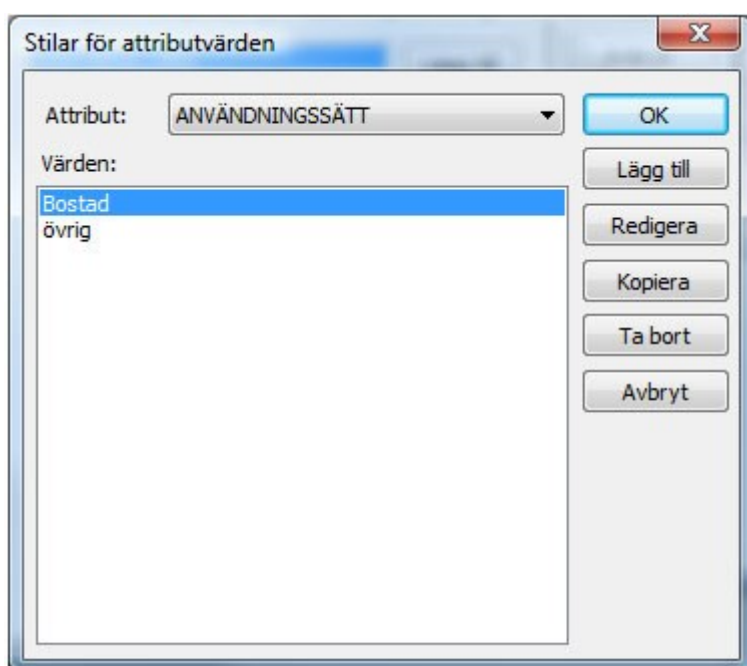 Stilar för attributvärden
Attribut: ANVÄNDNINGSSÄTT OK
Värden: Lägg till
Bostad
övrig Redigera
Kopiera
Ta bort
Avbryt